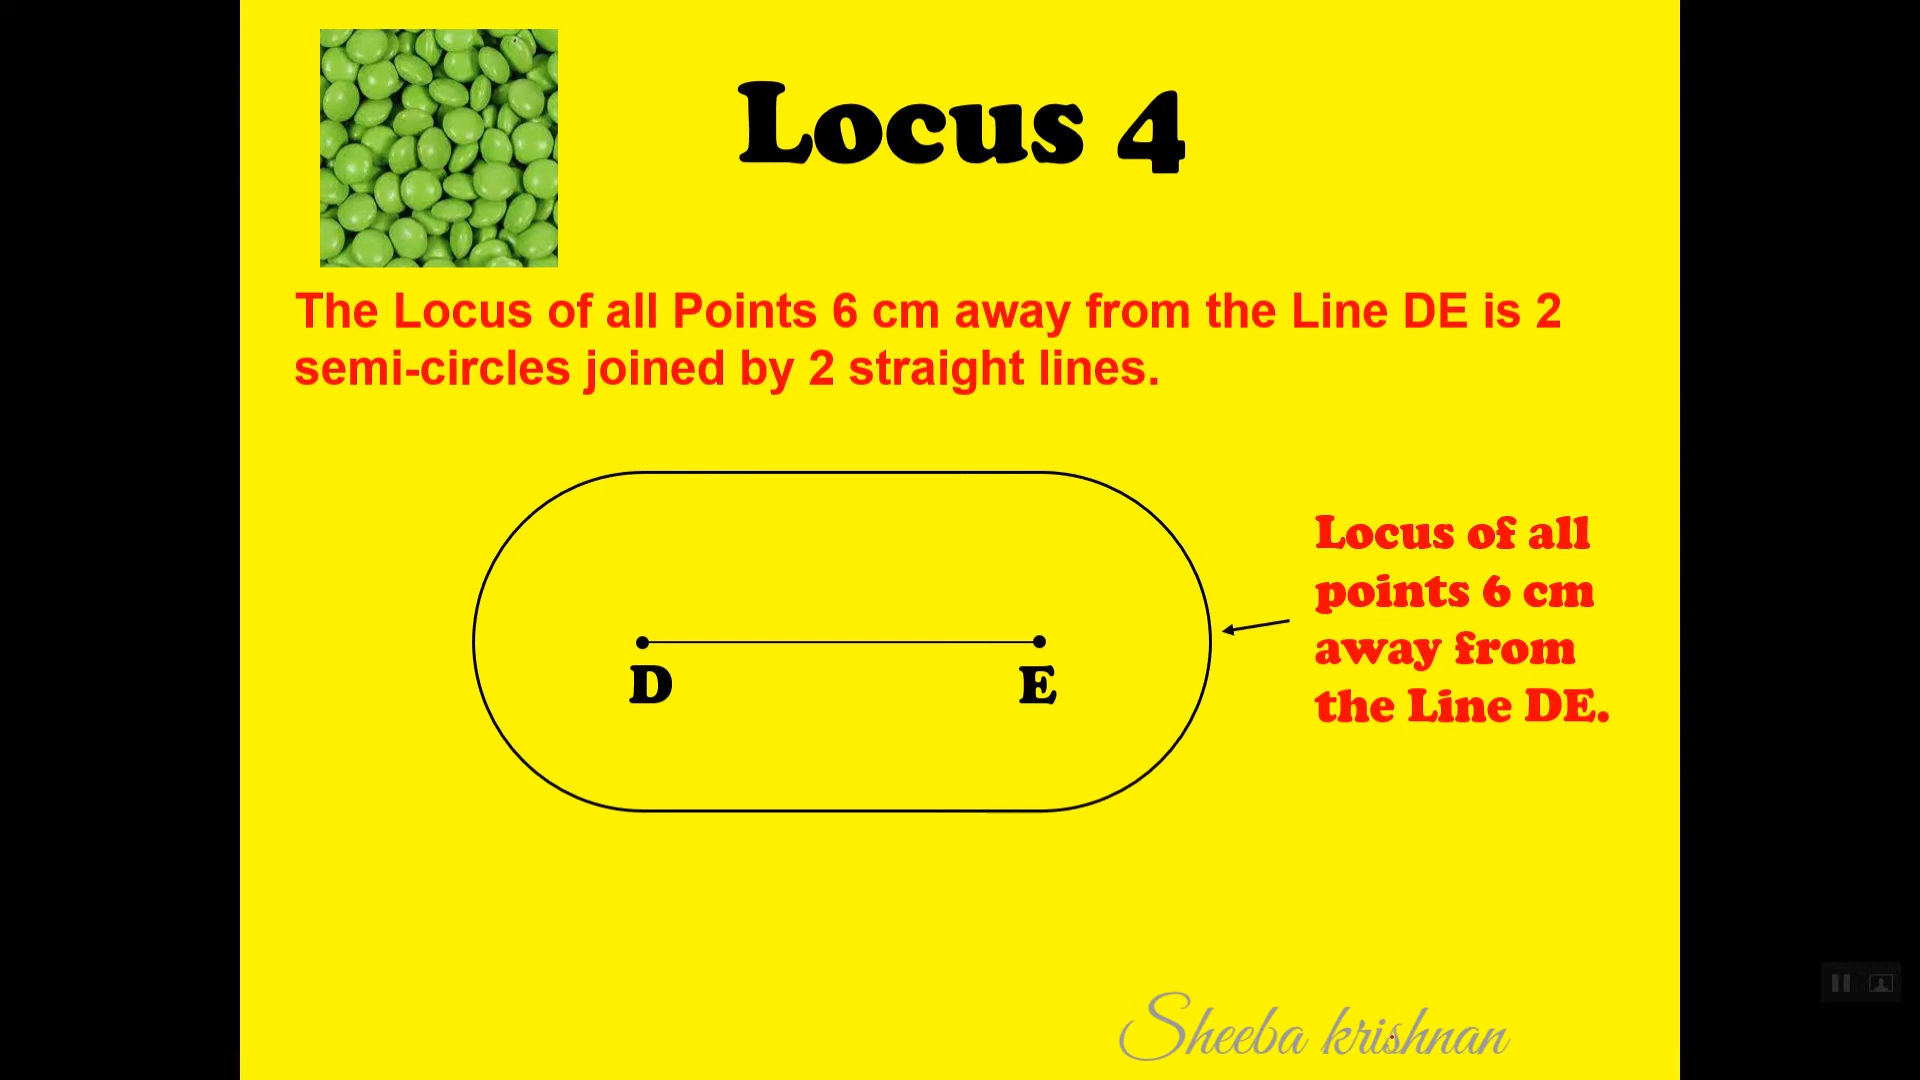 Locus 4
The Locus of all Points 6 cm away from the Line DE is 2
semi-circles joined by 2 straight lines.
Locus of all
points 6 cm
away from
the Line DE.
D
E
Sheeba krishnan